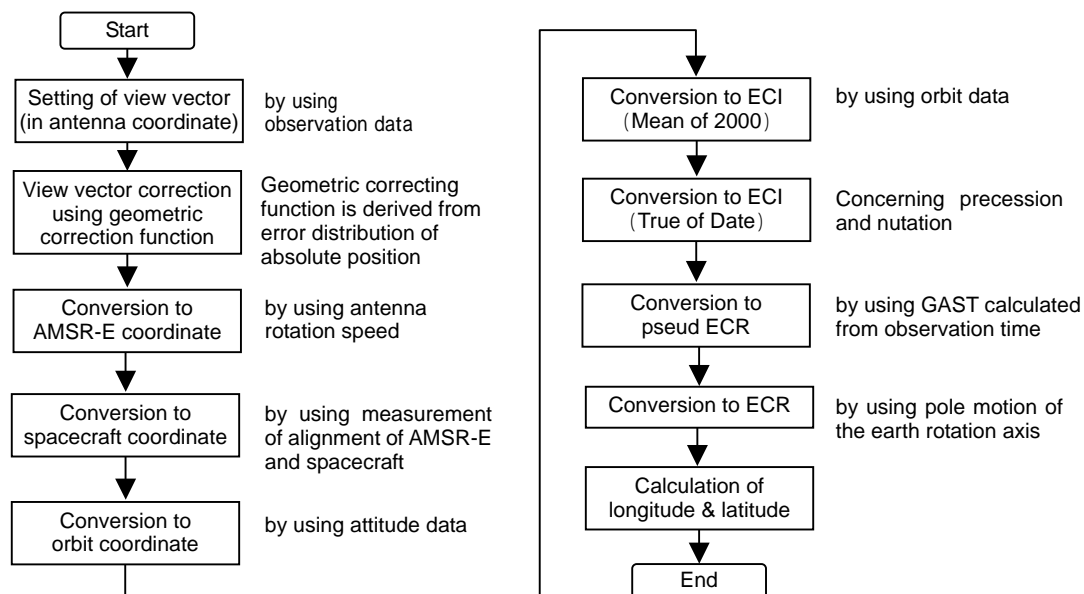 Start
Setting of view vector
(in antenna coordinate)
by using
observation data
View vector correction
using geometric
correction function
Geometric correcting
function is derived from
error distribution of
absolute position
Conversion to
AMSR-E coordinate
by using antenna
rotation speed
Conversion to
spacecraft coordinate
by using measurement
of alignment of AMSR-E
and spacecraft
Conversion to
orbit coordinate
by using attitude data
Conversion to ECI
(Mean of 2000)
by using orbit data
Conversion to ECI
(True of Date)
Concerning precession
and nutation
Conversion to
pseud ECR
by using GAST calculated
from observation time
Conversion to ECR
by using pole motion of
the earth rotation axis
Calculation of
longitude & latitude
End